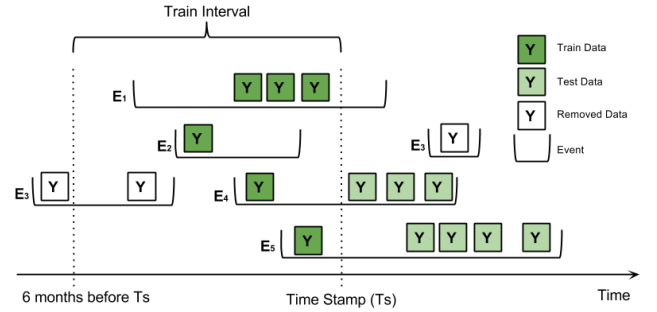 Train Interval
Y Train Data
E1 Y Y Y
Y Test Data
Y Removed Data
E2 Y
E3 Y
Event
E3 Y Y
E4 Y Y Y Y
E5 Y Y Y Y Y
6 months before Ts
Time Stamp (Ts)
Time